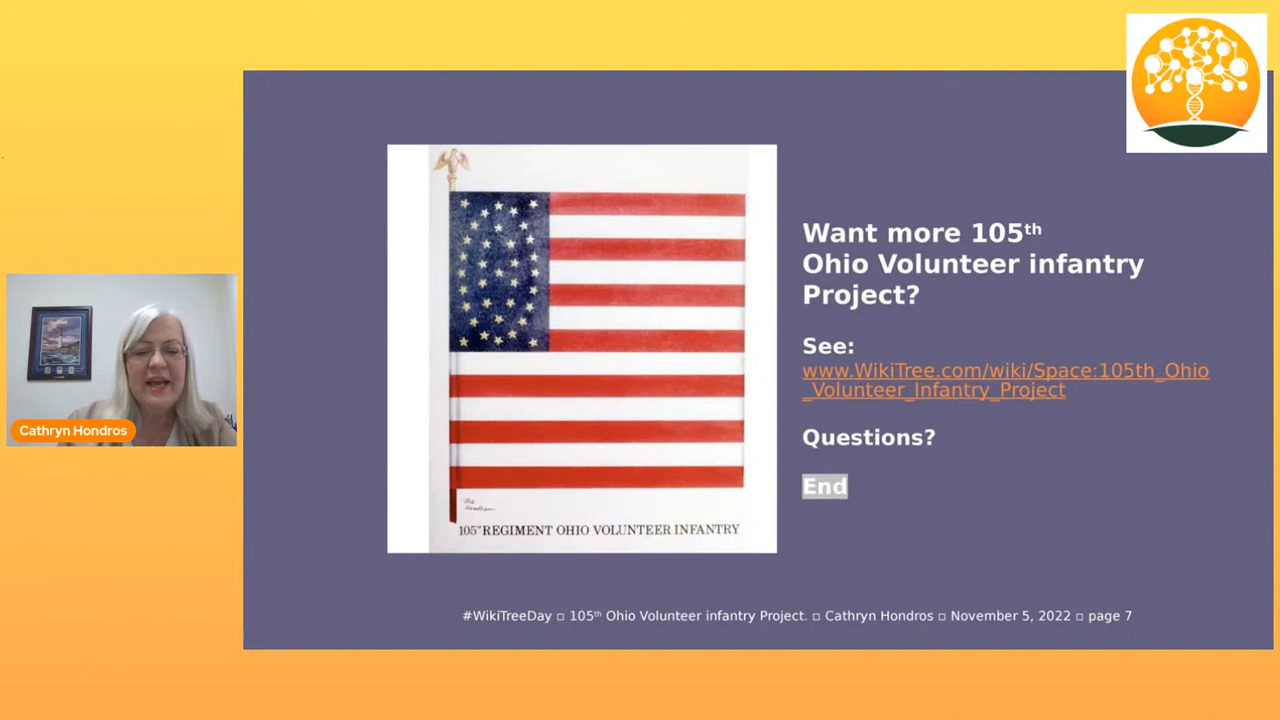 Want more 105th
Ohio Volunteer infantry
Project?
See:
www.WikiTree.com/wiki/Space:105th_Ohio
_Volunteer_Infantry_Project
Questions?
End
105th REGIMENT OHIO VOLUNTEER INFANTRY
Cathryn Hondros
#WikiTreeDay □ 105th Ohio Volunteer infantry Project. □ Cathryn Hondros □ November 5, 2022 □ page 7